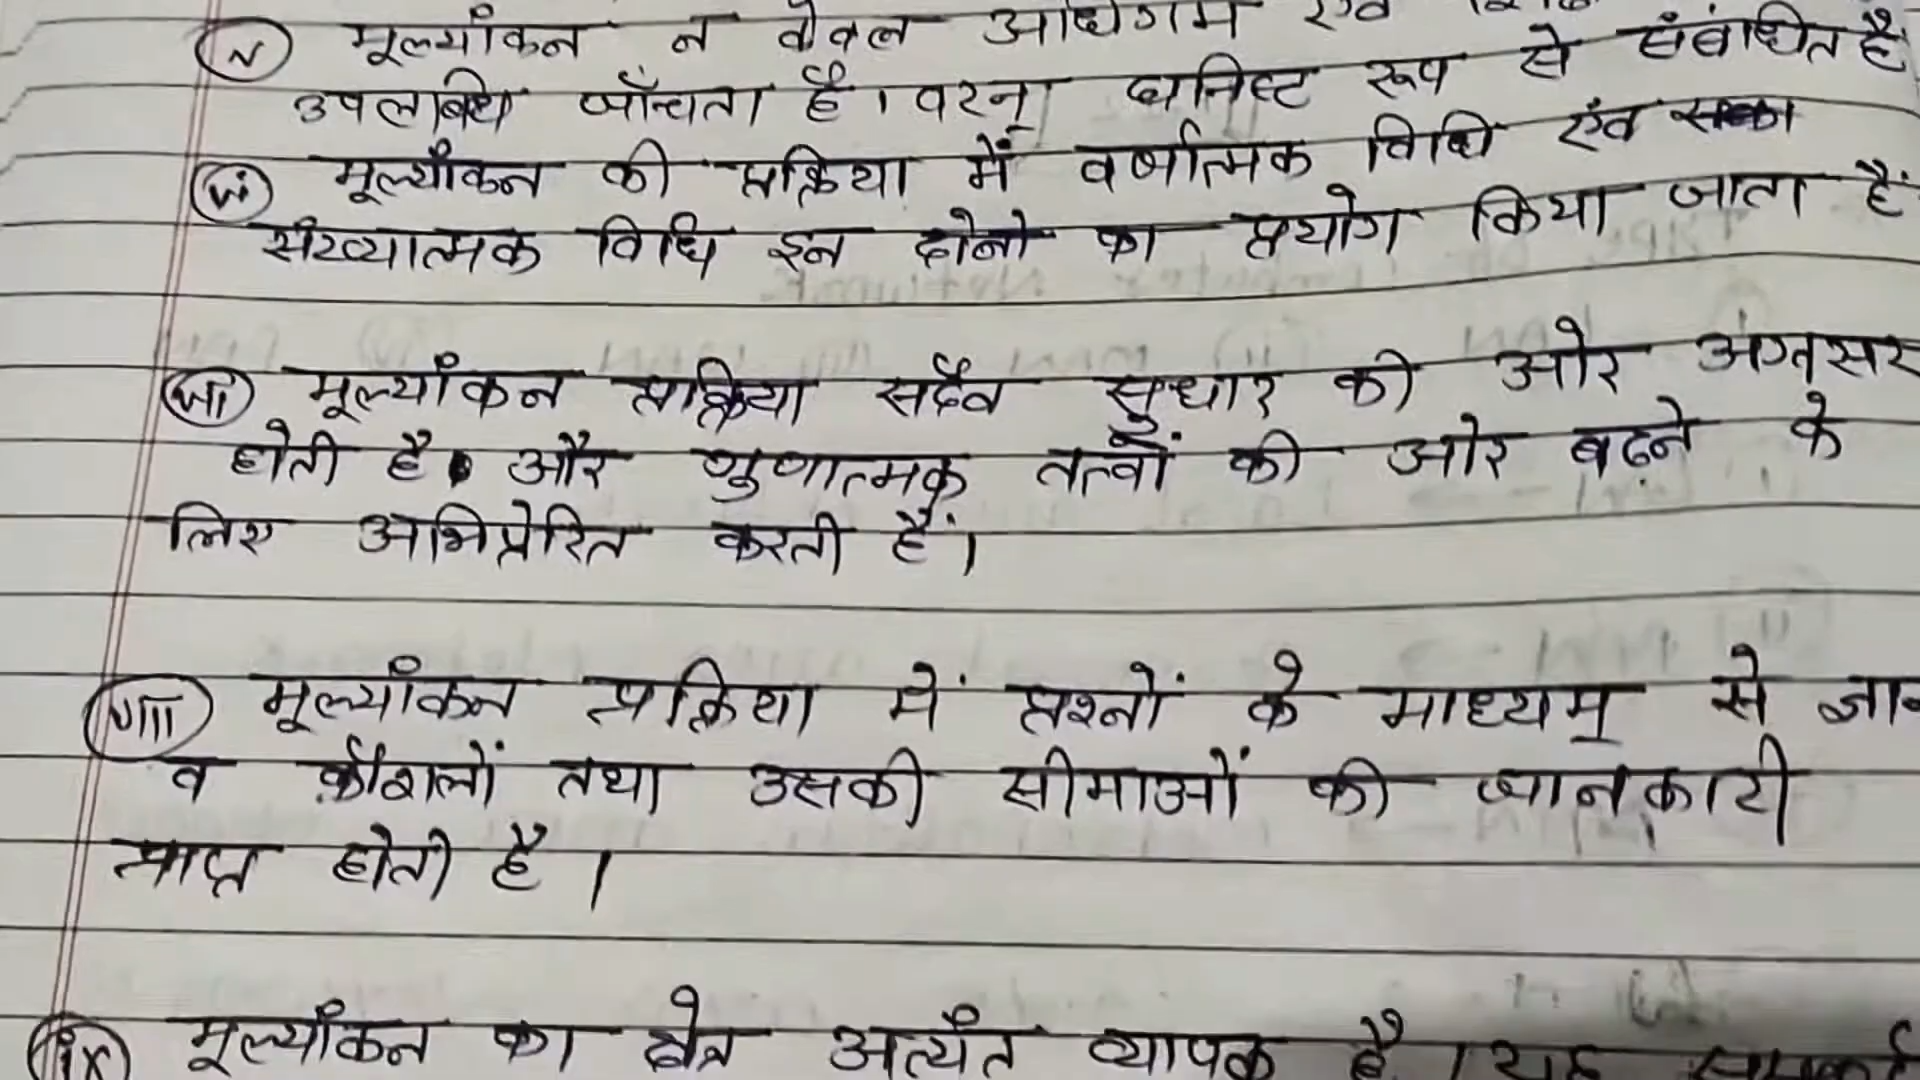 (v) मूल्यांकन न केवल अधिगम एवं
उपलब्धि जाँचता है। वरन् घनिष्ट रूप से संबंधित है
(vi) मूल्यांकन की प्रक्रिया में वर्णात्मक विधि एंव
संख्यात्मक विधि इन दोनो का प्रयोग किया जाता है
(vii) मूल्यांकन प्रक्रिया सदैव सुधार की ओर अग्रसर
होती है। और गुणात्मक तत्वों की ओर बढ़ने के
लिए अभिप्रेरित करती हैं।
(viii) मूल्यांकन प्रक्रिया में प्रश्नों के माध्यम् से ज्ञान
व कौशलों तथा उसकी सीमाओं की जानकारी
प्राप्त होती है।
(ix) मूल्यांकन का क्षेत्र अत्यंत व्यापक है। यह